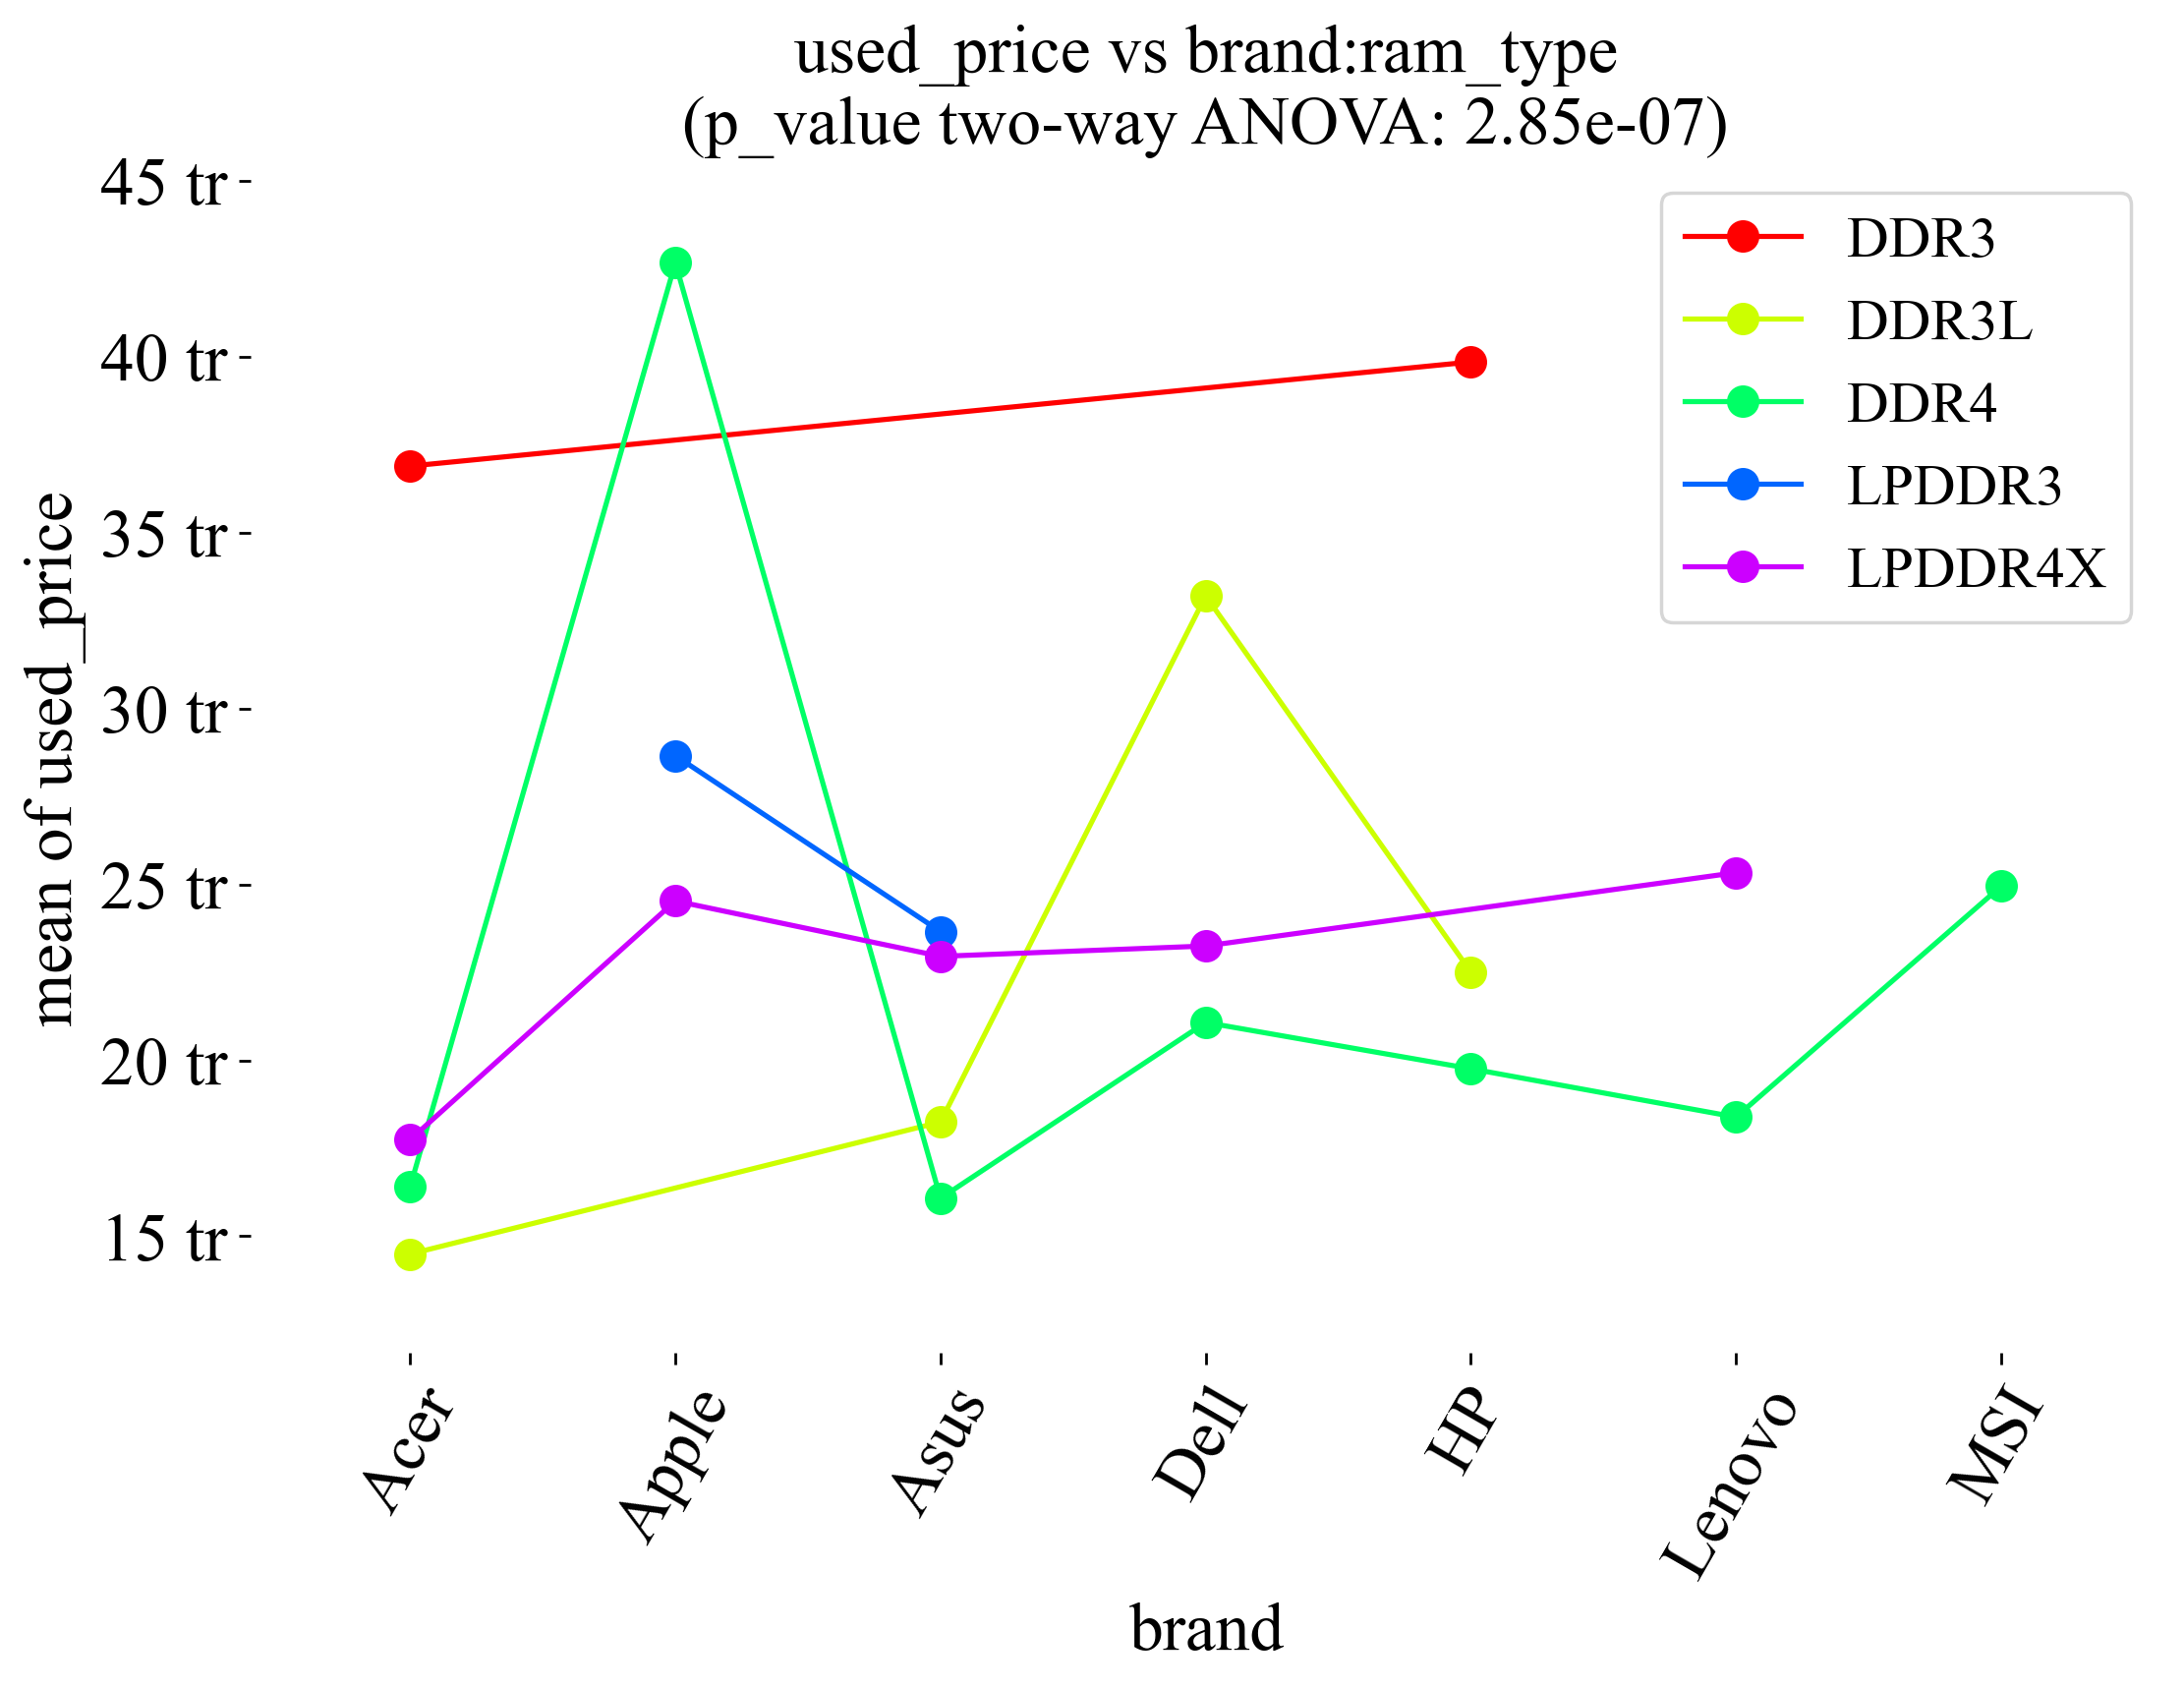 used_price vs brand:ram_type
(p_value two-way ANOVA: 2.85e-07)
45 tr
40 tr
35 tr
30 tr
25 tr
20 tr
15 tr
mean of used_price
DDR3
DDR3L
DDR4
LPDDR3
LPDDR4X
Acer
Apple
Asus
Dell
HP
Lenovo
MSI
brand